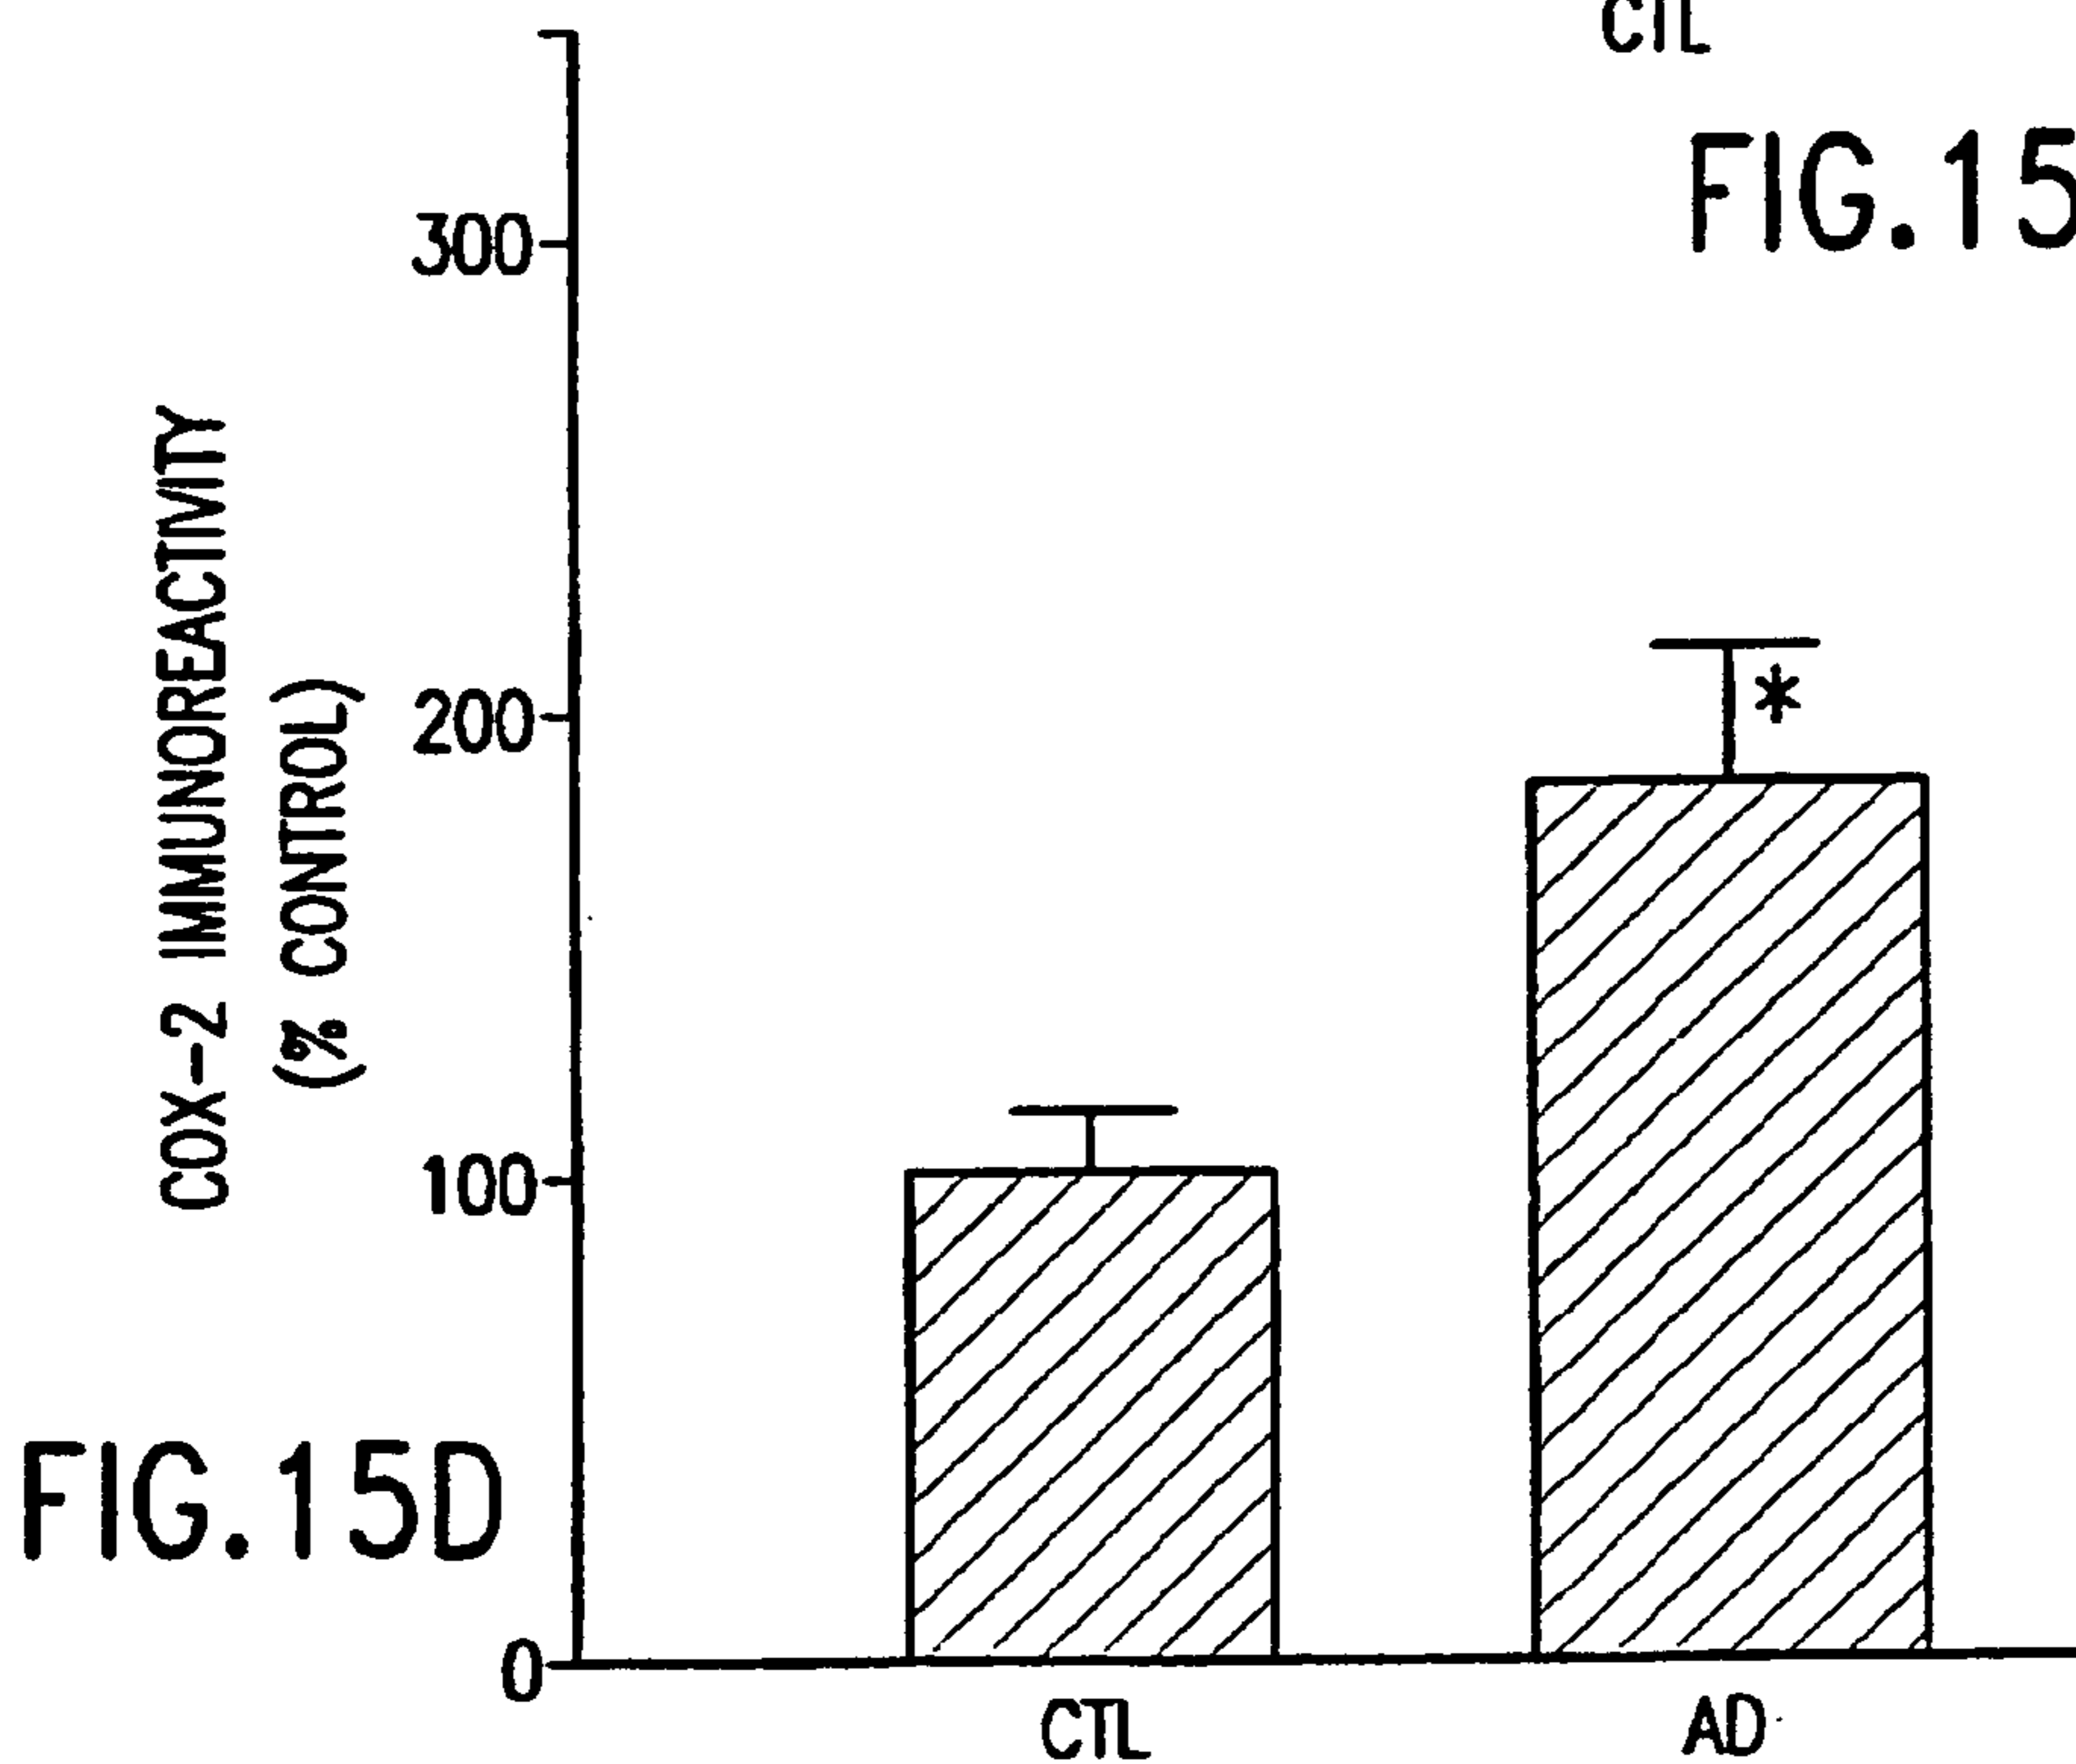 CTL
FIG.15
300
200
100
0
COX-2 IMMUNOREACTIVITY
(% CONTROL)
*
FIG.15D
CTL
AD